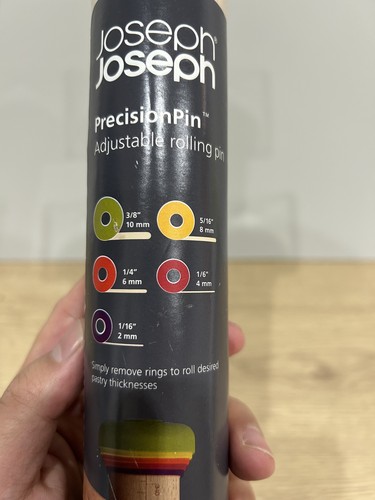 Joseph®
Joseph
PrecisionPin™
Adjustable rolling pin
3/8"
10 mm
5/16"
8 mm
1/4"
6 mm
1/6"
4 mm
1/16"
2 mm
Simply remove rings to roll desired
pastry thicknesses